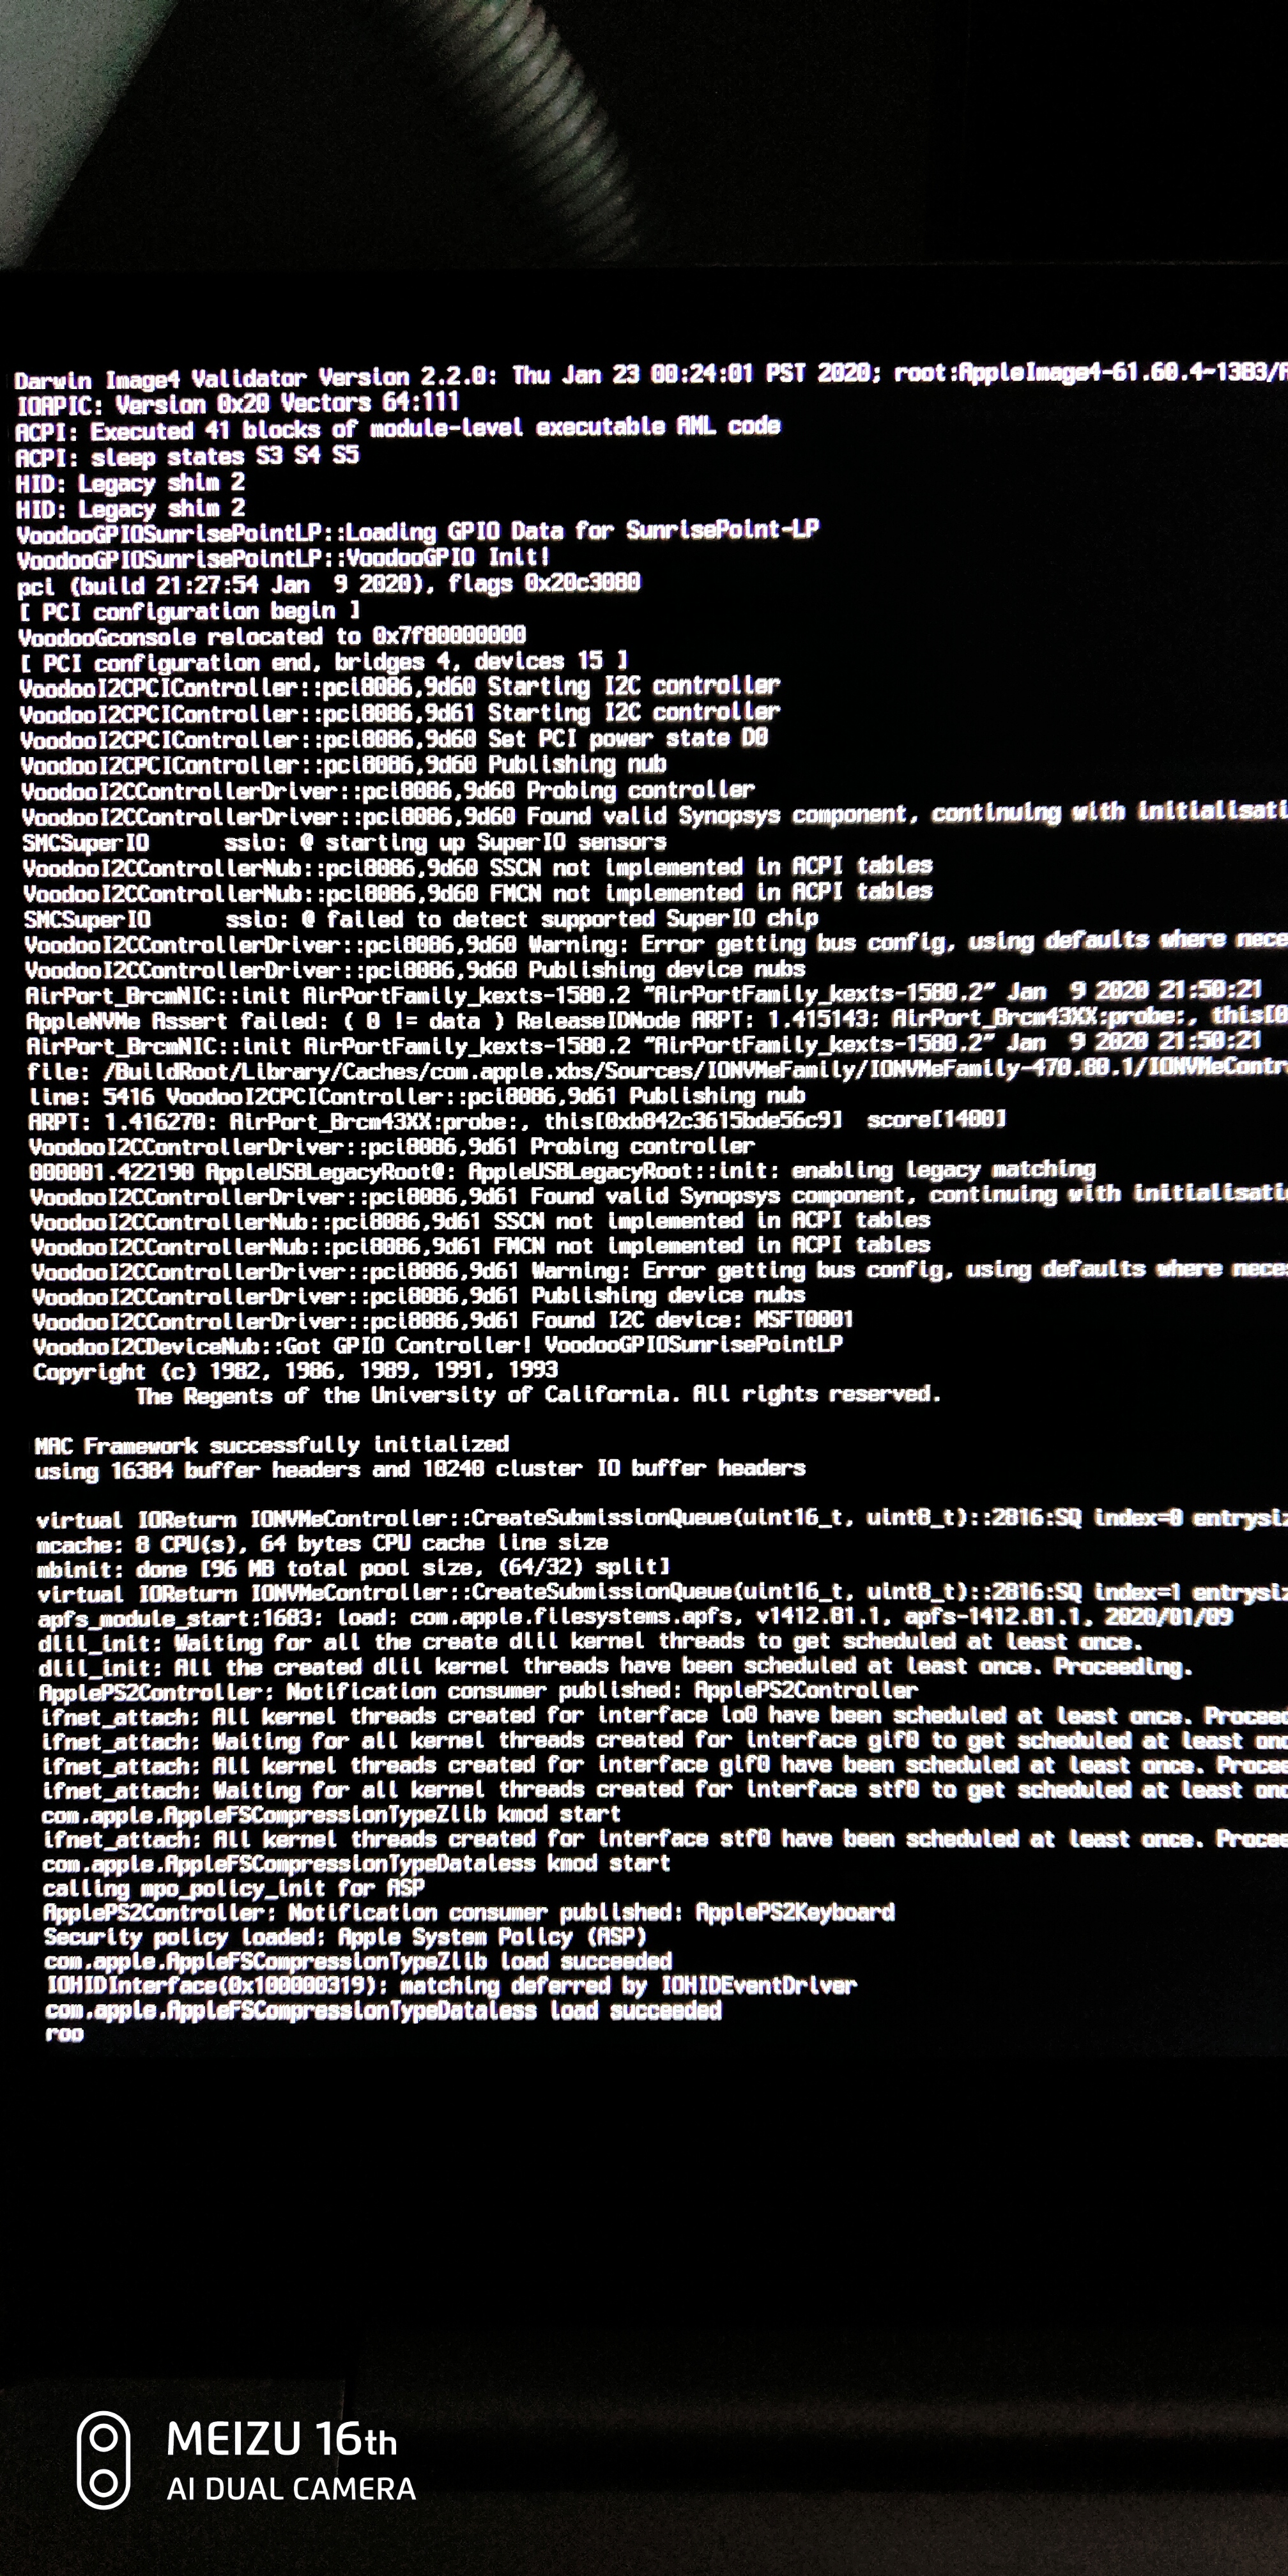 Darwin Image4 Validator Version 2.2.0: Thu Jan 23 00:24:01 PST 2020; root:AppleImage4-61.60.4~1383/
IOAPIC: Version 0x20 Vectors 64:111
ACPI: Executed 41 blocks of module-level executable AML code
ACPI: sleep states S3 S4 S5
HID: Legacy shim 2
HID: Legacy shim 2
VoodooGPIOSunrisePointLP::Loading GPIO Data for SunrisePoint-LP
VoodooGPIOSunrisePointLP::VoodooGPIO Init!
pci (build 21:27:54 Jan  9 2020), flags 0x20c3080
[ PCI configuration begin ]
VoodooGconsole relocated to 0x7f80000000
[ PCI configuration end, bridges 4, devices 15 ]
VoodooI2CPCIController::pci8086,9d60 Starting I2C controller
VoodooI2CPCIController::pci8086,9d61 Starting I2C controller
VoodooI2CPCIController::pci8086,9d60 Set PCI power state D0
VoodooI2CPCIController::pci8086,9d60 Publishing nub
VoodooI2CControllerDriver::pci8086,9d60 Probing controller
VoodooI2CControllerDriver::pci8086,9d60 Found valid Synopsys component, continuing with initialisati
SMCSuperIO      ssio: @ starting up SuperIO sensors
VoodooI2CControllerNub::pci8086,9d60 SSCN not implemented in ACPI tables
VoodooI2CControllerNub::pci8086,9d60 FMCN not implemented in ACPI tables
SMCSuperIO      ssio: @ failed to detect supported SuperIO chip
VoodooI2CControllerDriver::pci8086,9d60 Warning: Error getting bus config, using defaults where nece
VoodooI2CControllerDriver::pci8086,9d60 Publishing device nubs
AirPort_BrcmNIC::init AirPortFamily_kexts-1580.2 "AirPortFamily_kexts-1580.2" Jan  9 2020 21:50:21
AppleNVMe Assert failed: ( 0 != data ) ReleaseIDNode ARPT: 1.415143: AirPort_Brcm43XX:probe:, this[0
AirPort_BrcmNIC::init AirPortFamily_kexts-1580.2 "AirPortFamily_kexts-1580.2" Jan  9 2020 21:50:21
file: /BuildRoot/Library/Caches/com.apple.xbs/Sources/IONVMeFamily/IONVMeFamily-470.80.1/IONVMeContr
line: 5416 VoodooI2CPCIController::pci8086,9d61 Publishing nub
ARPT: 1.416270: AirPort_Brcm43XX:probe:, this[0xb842c3615bde56c9]  score[1400]
VoodooI2CControllerDriver::pci8086,9d61 Probing controller
000001.422190 AppleUSBLegacyRoot@: AppleUSBLegacyRoot::init: enabling legacy matching
VoodooI2CControllerDriver::pci8086,9d61 Found valid Synopsys component, continuing with initialisati
VoodooI2CControllerNub::pci8086,9d61 SSCN not implemented in ACPI tables
VoodooI2CControllerNub::pci8086,9d61 FMCN not implemented in ACPI tables
VoodooI2CControllerDriver::pci8086,9d61 Warning: Error getting bus config, using defaults where neces
VoodooI2CControllerDriver::pci8086,9d61 Publishing device nubs
VoodooI2CControllerDriver::pci8086,9d61 Found I2C device: MSFT0001
VoodooI2CDeviceNub::Got GPIO Controller! VoodooGPIOSunrisePointLP
Copyright (c) 1982, 1986, 1989, 1991, 1993
The Regents of the University of California. All rights reserved.
MAC Framework successfully initialized
using 16384 buffer headers and 10240 cluster IO buffer headers
virtual IOReturn IONVMeController::CreateSubmissionQueue(uint16_t, uint8_t)::2816:SQ index=0 entrysiz
mcache: 8 CPU(s), 64 bytes CPU cache line size
mbinit: done [96 MB total pool size, (64/32) split]
virtual IOReturn IONVMeController::CreateSubmissionQueue(uint16_t, uint8_t)::2816:SQ index=1 entrysiz
apfs_module_start:1683: load: com.apple.filesystems.apfs, v1412.81.1, apfs-1412.81.1, 2020/01/09
dlil_init: Waiting for all the create dlil kernel threads to get scheduled at least once.
dlil_init: All the created dlil kernel threads have been scheduled at least once. Proceeding.
ApplePS2Controller: Notification consumer published: ApplePS2Controller
ifnet_attach: All kernel threads created for interface lo0 have been scheduled at least once. Proceed
ifnet_attach: Waiting for all kernel threads created for interface gif0 to get scheduled at least onc
ifnet_attach: All kernel threads created for interface gif0 have been scheduled at least once. Procee
ifnet_attach: Waiting for all kernel threads created for interface stf0 to get scheduled at least onc
com.apple.AppleFSCompressionTypeZlib kmod start
ifnet_attach: All kernel threads created for interface stf0 have been scheduled at least once. Procee
com.apple.AppleFSCompressionTypeDataless kmod start
calling mpo_policy_init for ASP
ApplePS2Controller: Notification consumer published: ApplePS2Keyboard
Security policy loaded: Apple System Policy (ASP)
com.apple.AppleFSCompressionTypeZlib load succeeded
IOHIDInterface(0x100000319): matching deferred by IOHIDEventDriver
com.apple.AppleFSCompressionTypeDataless load succeeded
roo
MEIZU 16th
AI DUAL CAMERA